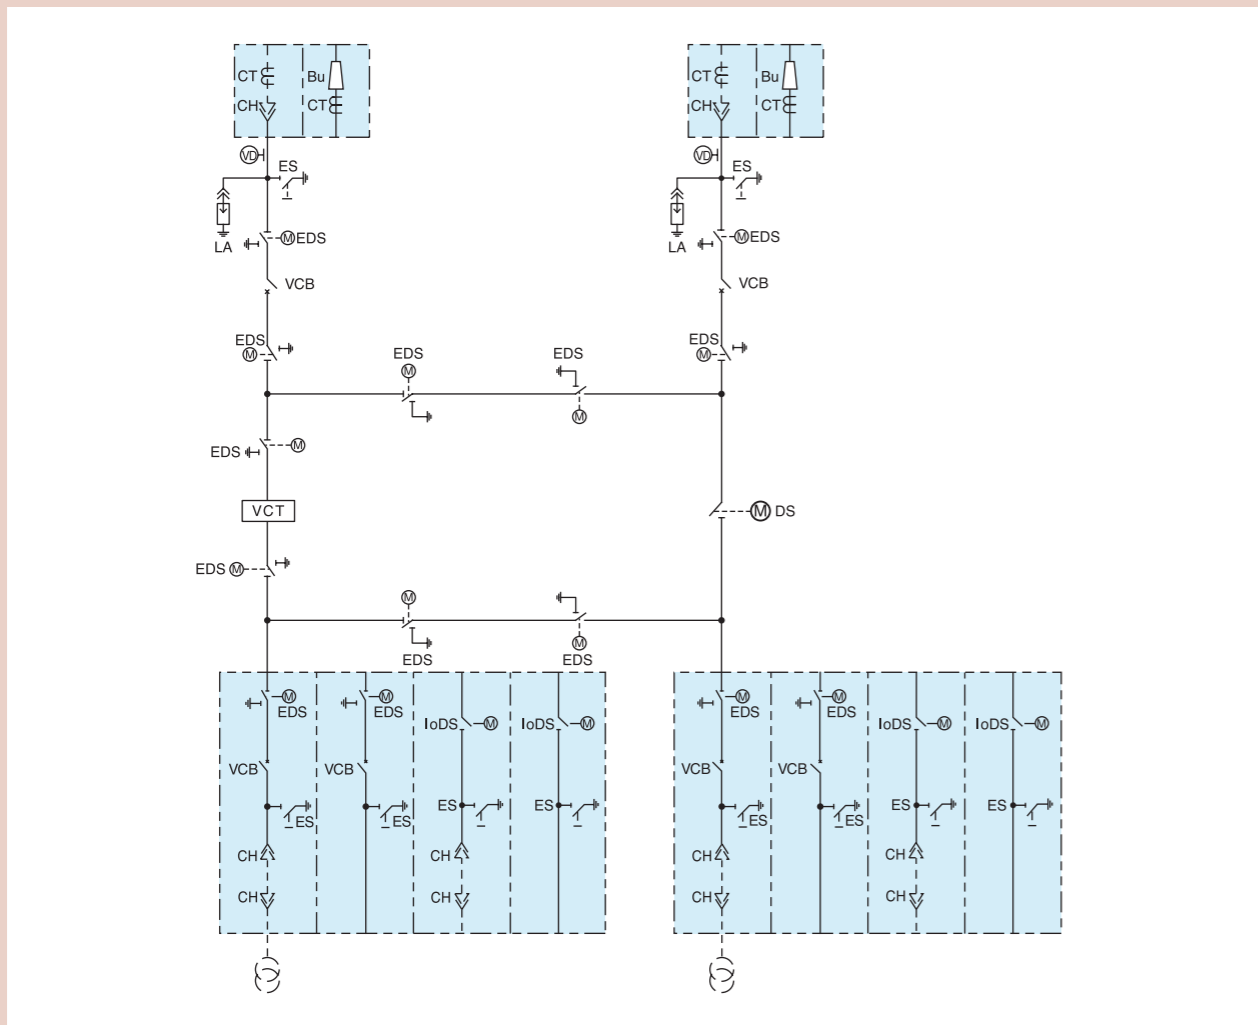 CT Bu CT Bu
CH CT CH CT
VD VD
ES ES
LA M EDS LA M EDS
VCB VCB
EDS EDS EDS EDS
M M M
M M
EDS M
VCT M DS
EDS M
M M
EDS EDS
M M M M
EDS EDS EDS EDS
IoDS M IoDS M IoDS M IoDS M
VCB VCB VCB VCB
ES ES ES ES
ES ES ES ES
CH CH CH CH
CH CH CH CH